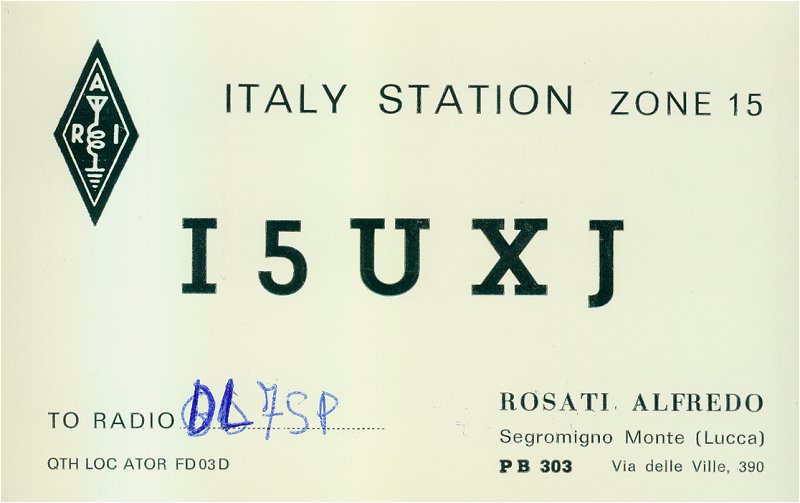 A
R I
ITALY STATION ZONE 15
I5UXJ
TO RADIO DL7SP
QTH LOC ATOR FD03D
ROSATI ALFREDO
Segromigno Monte (Lucca)
PB 303 Via delle Ville, 390